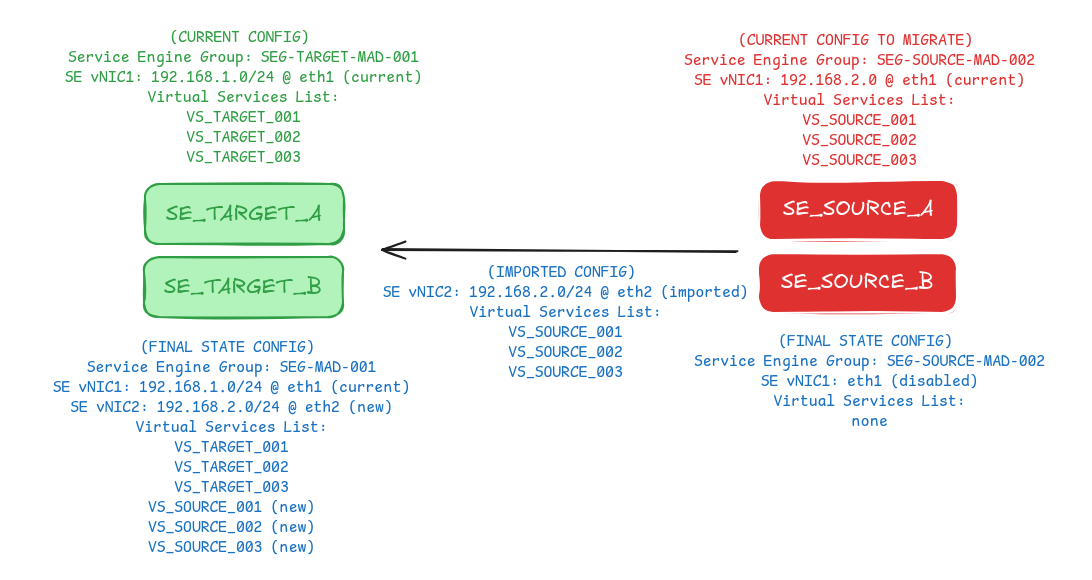 (CURRENT CONFIG)
Service Engine Group: SEG-TARGET-MAD-001
SE vNIC1: 192.168.1.0/24 @ eth1 (current)
Virtual Services List:
VS_TARGET_001
VS_TARGET_002
VS_TARGET_003
SE_TARGET_A
SE_TARGET_B
(FINAL STATE CONFIG)
Service Engine Group: SEG-MAD-001
SE vNIC1: 192.168.1.0/24 @ eth1 (current)
SE vNIC2: 192.168.2.0/24 @ eth2 (new)
Virtual Services List:
VS_TARGET_001
VS_TARGET_002
VS_TARGET_003
VS_SOURCE_001 (new)
VS_SOURCE_002 (new)
VS_SOURCE_003 (new)
(IMPORTED CONFIG)
SE vNIC2: 192.168.2.0/24 @ eth2 (imported)
Virtual Services List:
VS_SOURCE_001
VS_SOURCE_002
VS_SOURCE_003
(CURRENT CONFIG TO MIGRATE)
Service Engine Group: SEG-SOURCE-MAD-002
SE vNIC1: 192.168.2.0 @ eth1 (current)
Virtual Services List:
VS_SOURCE_001
VS_SOURCE_002
VS_SOURCE_003
SE_SOURCE_A
SE_SOURCE_B
(FINAL STATE CONFIG)
Service Engine Group: SEG-SOURCE-MAD-002
SE vNIC1: eth1 (disabled)
Virtual Services List:
none